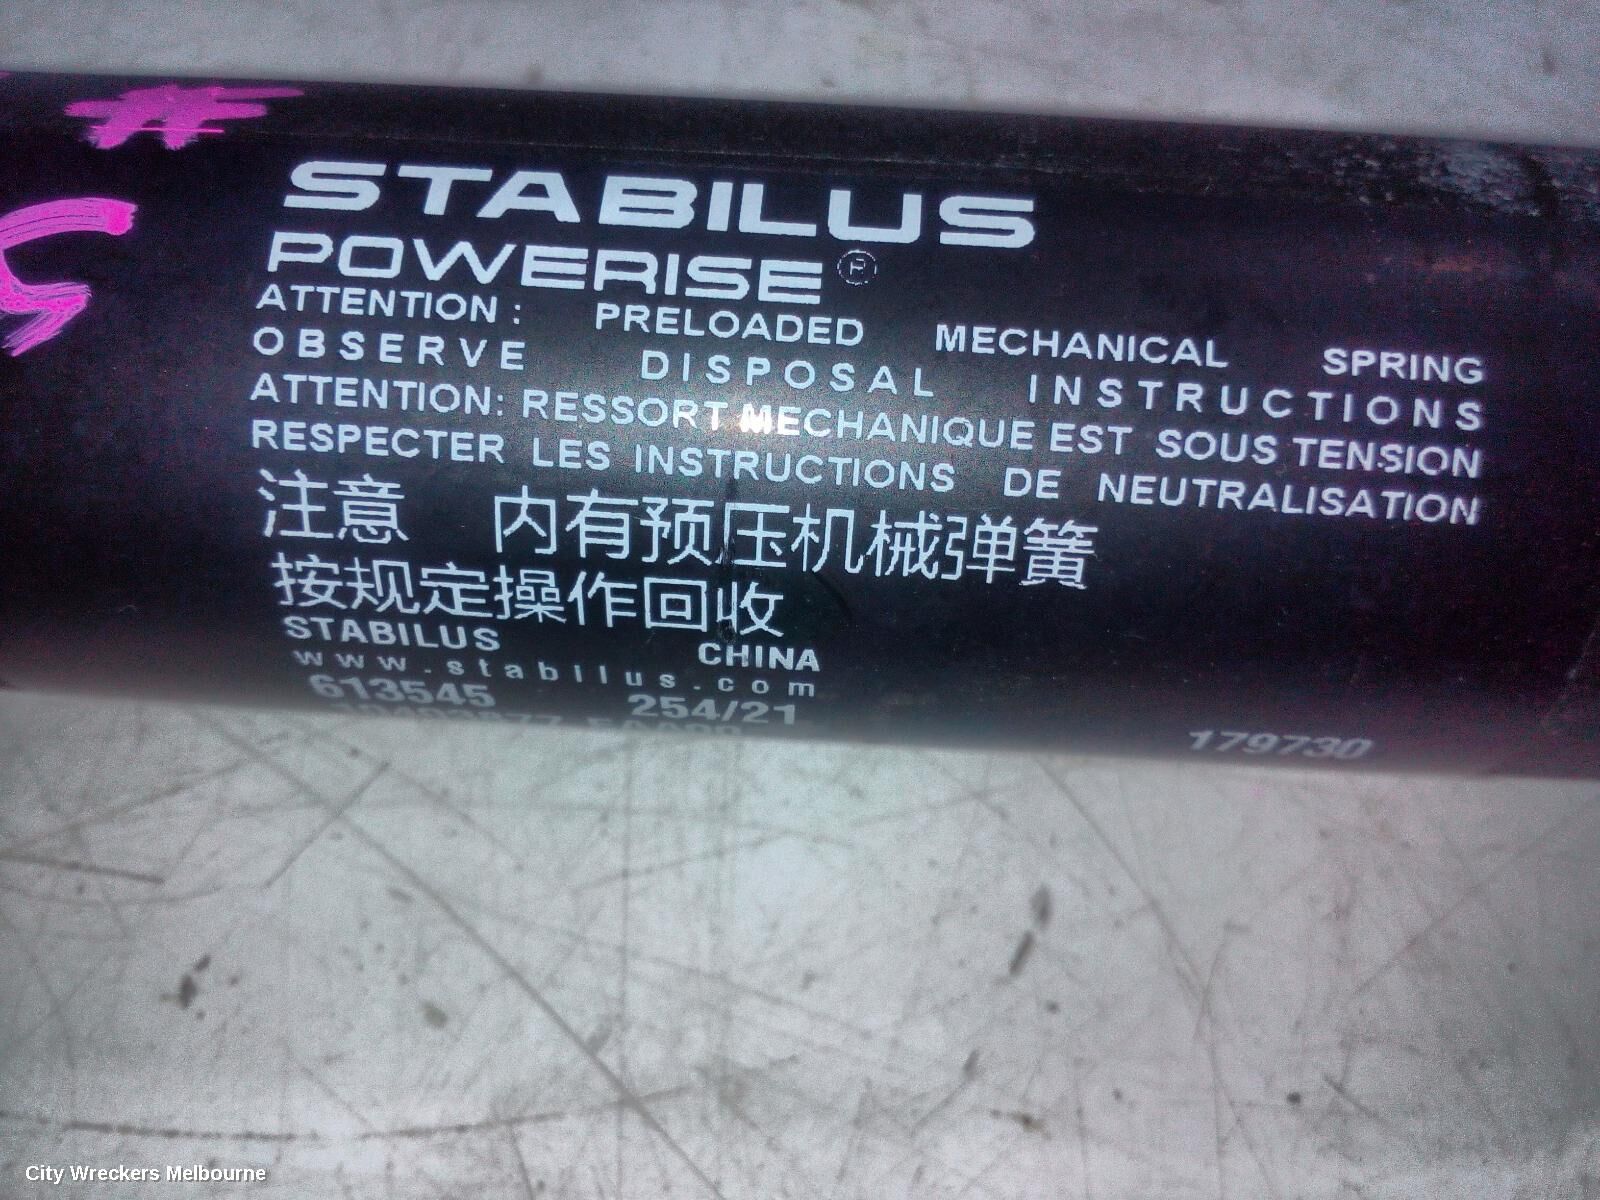 STABILUS
POWERISE®
ATTENTION: PRELOADED MECHANICAL SPRING
OBSERVE DISPOSAL INSTRUCTIONS
ATTENTION: RESSORT MECHANIQUE EST SOUS TENSION
RESPECTER LES INSTRUCTIONS DE NEUTRALISATION
注意 内有预压机械弹簧
按规定操作回收
STABILUS CHINA
www.stabilus.com
613545 254/21
179730
City Wreckers Melbourne